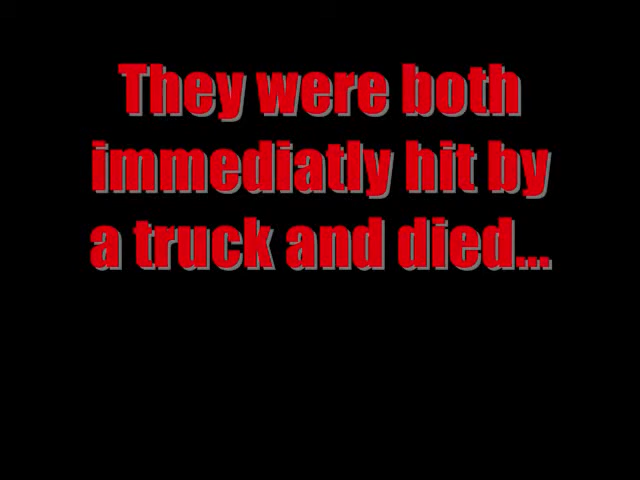 They were both
immediatly hit by
a truck and died...